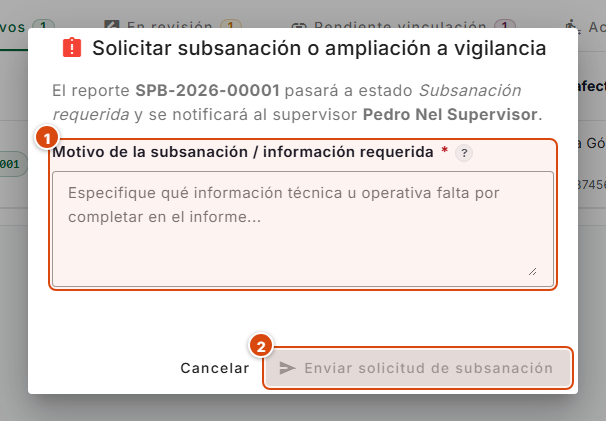 vos 1 En revisión 1 Pendiente vinculación 1 Ac
Solicitar subsanación o ampliación a vigilancia
El reporte SPB-2026-00001 pasará a estado Subsanación
requerida y se notificará al supervisor Pedro Nel Supervisor.
1
Motivo de la subsanación / información requerida * ?
Especifique qué información técnica u operativa falta por
completar en el informe...
afect
001
a Gó
37456
2
Cancelar
Enviar solicitud de subsanación